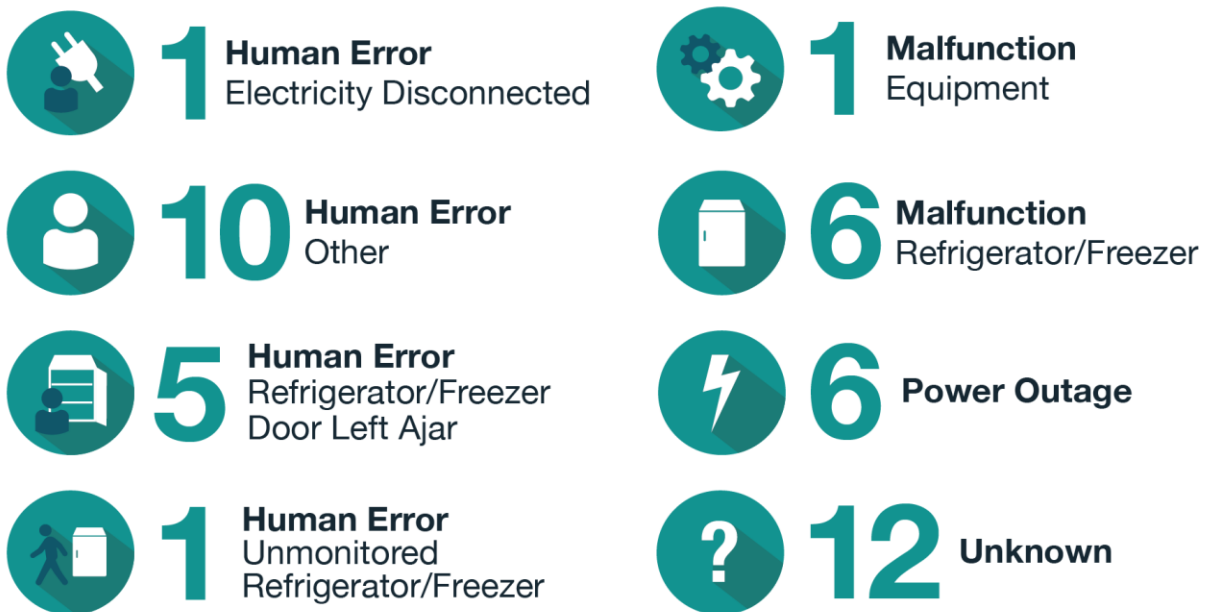 1 Human Error
Electricity Disconnected
10 Human Error
Other
5 Human Error
Refrigerator/Freezer
Door Left Ajar
1 Human Error
Unmonitored
Refrigerator/Freezer
1 Malfunction
Equipment
6 Malfunction
Refrigerator/Freezer
6 Power Outage
? 12 Unknown